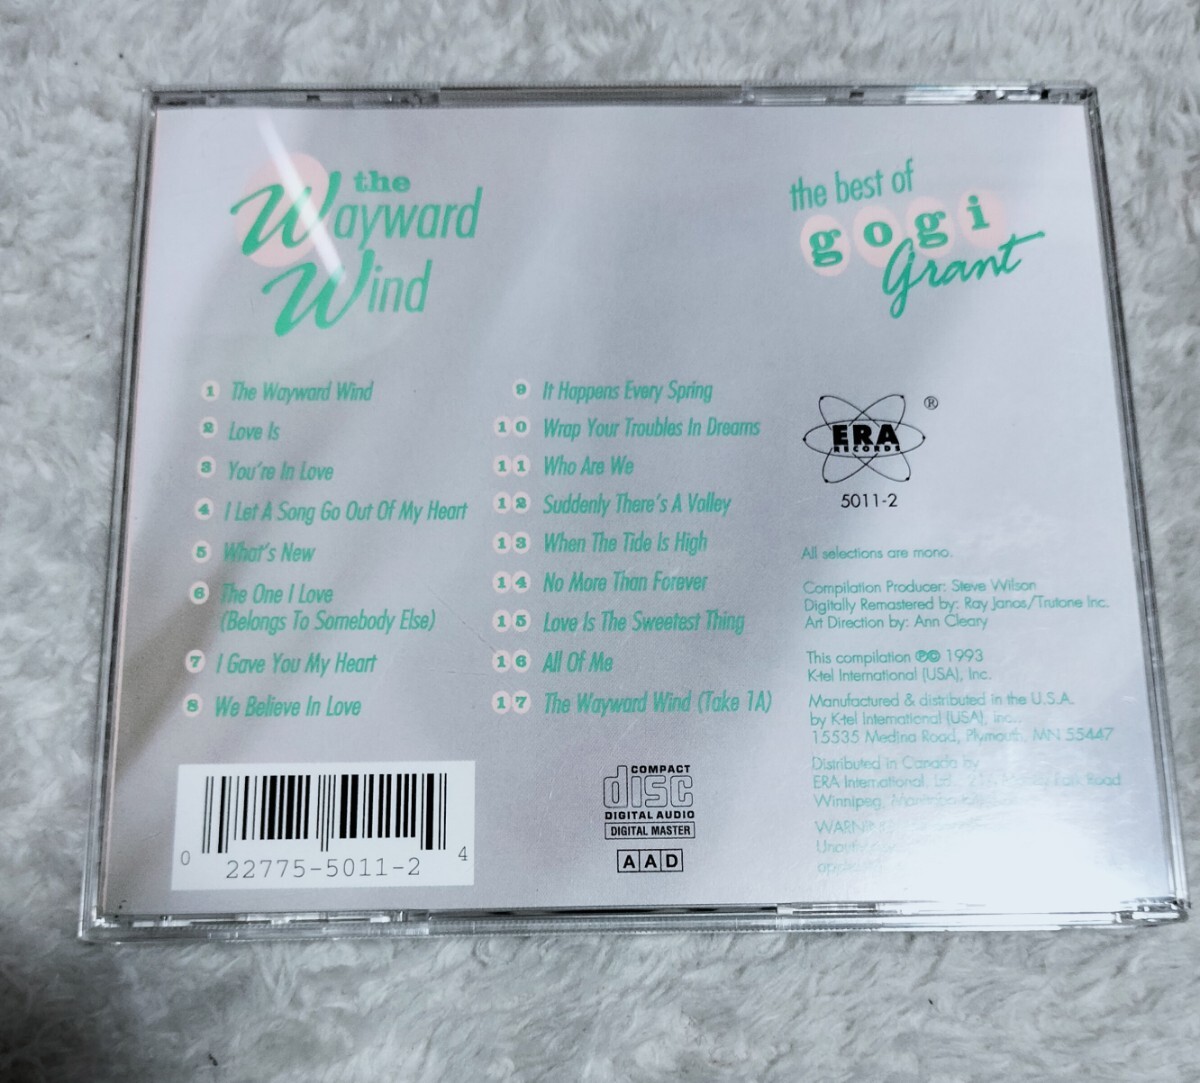 the
Wayward
Wind
the best of
gogi
grant
1 The Wayward Wind
2 Love Is
3 You're In Love
4 I Let A Song Go Out Of My Heart
5 What's New
6 The One I Love
(Belongs To Somebody Else)
7 I Gave You My Heart
8 We Believe In Love
9 It Happens Every Spring
10 Wrap Your Troubles In Dreams
11 Who Are We
12 Suddenly There's A Valley
13 When The Tide Is High
14 No More Than Forever
15 Love Is The Sweetest Thing
16 All Of Me
17 The Wayward Wind (Take 1A)
ERA ®
RECORDS
5011-2
All selections are mono.
Compilation Producer: Steve Wilson
Digitally Remastered by: Ray Janos/Trutone Inc.
Art Direction by: Ann Cleary
This compilation ℗© 1993
K-tel International (USA), Inc.
Manufactured & distributed in the U.S.A.
by K-tel International (USA), Inc.
15535 Medina Road, Plymouth, MN 55447
Distributed in Canada by
ERA International, Road
Winnipeg, Manitoba
0 22775-5011-2 4
COMPACT
disc
DIGITAL AUDIO
DIGITAL MASTER
AAD